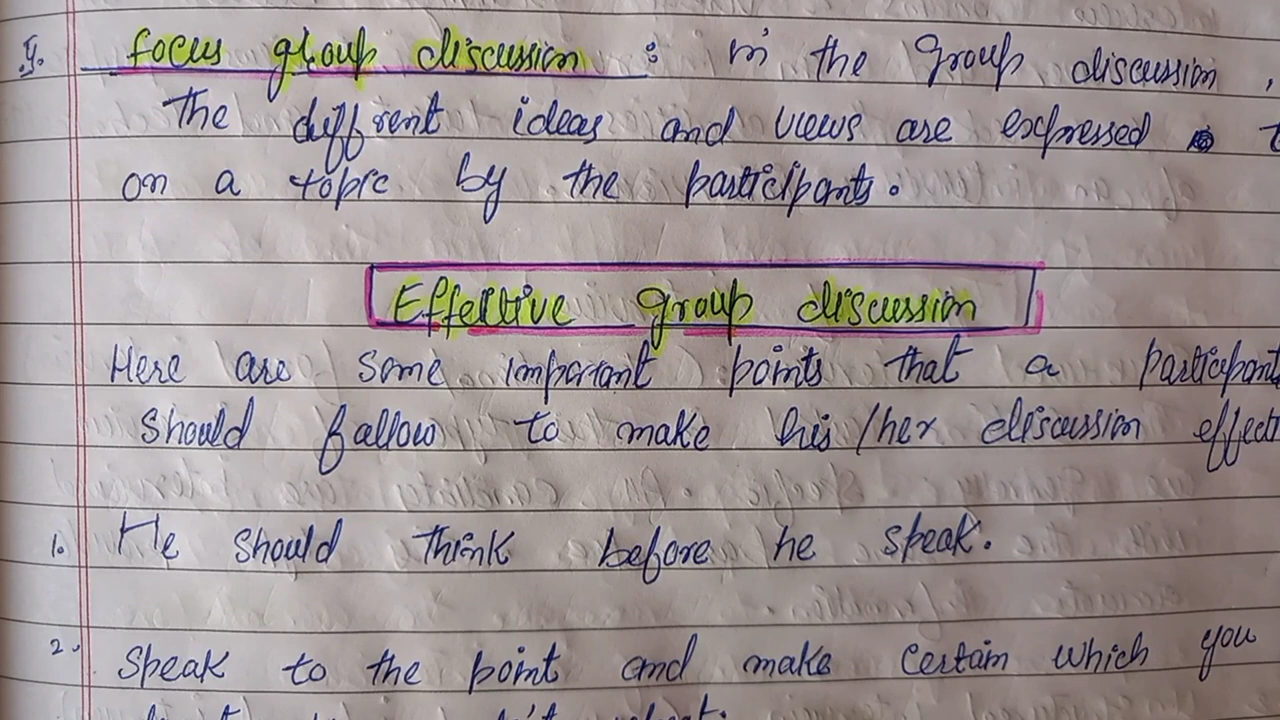 focus group discussion : in the group discussion ,
The different ideas and views are expressed
on a topic by the participants.
Effective group discussion
Here are some important points that a participant
should fallow to make his/her discussion effect
1. He should think before he speak.
2. Speak to the point and make certain which you